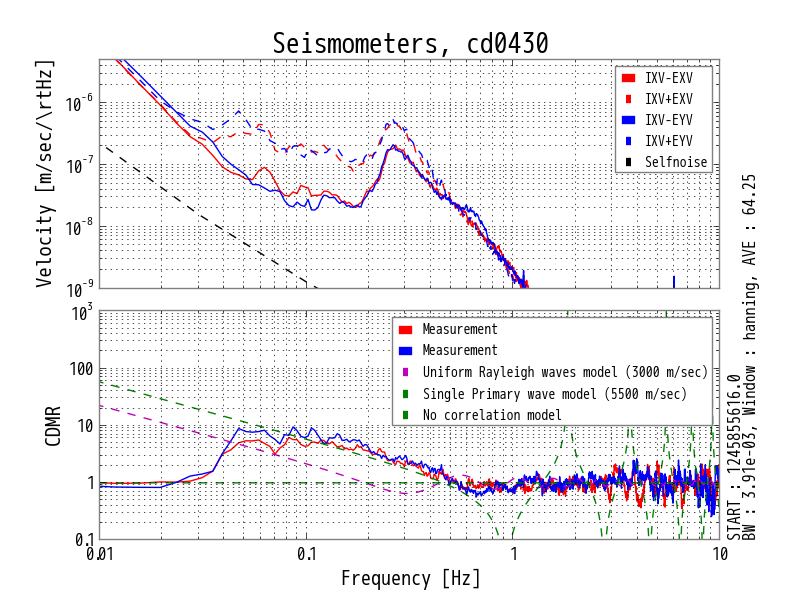 Seismometers, cd0430
Velocity [m/sec/\rtHz]
10^-6
10^-7
10^-8
10^-9
IXV-EXV
IXV+EXV
IXV-EYV
IXV+EYV
Selfnoise
CDMR
10^3
100
10
1
0.1
Measurement
Measurement
Uniform Rayleigh waves model (3000 m/sec)
Single Primary wave model (5500 m/sec)
No correlation model
0.01
0.1
1
10
Frequency [Hz]
START : 1245855616.0
BW : 3.91e-03, Window : hanning, AVE : 64.25